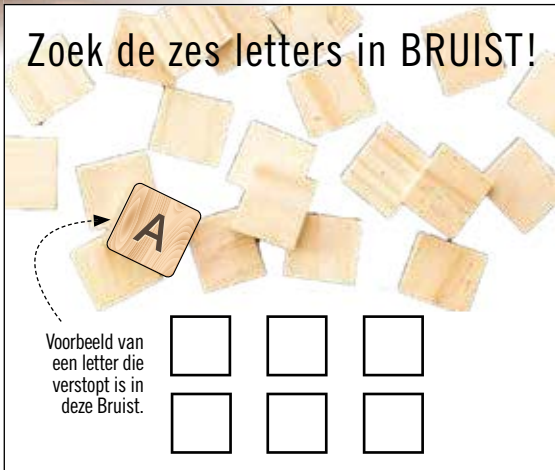 Zoek de zes letters in BRUIST!
A
Voorbeeld van
een letter die
verstopt is in
deze Bruist.